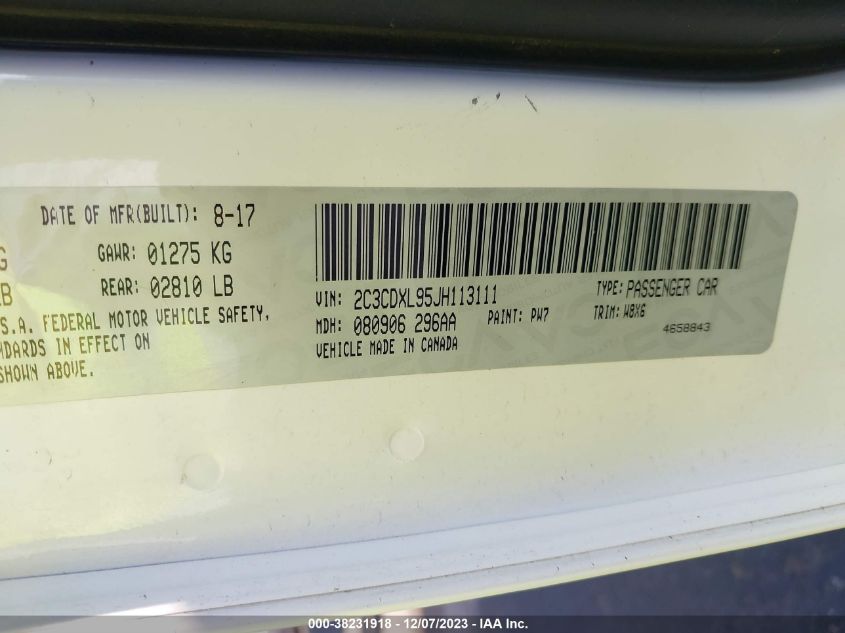 DATE OF MFR(BUILT): 8-17
G GAWR: 01275 KG
LB REAR: 02810 LB
S.A. FEDERAL MOTOR VEHICLE SAFETY,
NDARDS IN EFFECT ON
SHOWN ABOVE.
VIN: 2C3CDXL95JH113111 TYPE: PASSENGER CAR
MDH: 080906 296AA PAINT: PW7 TRIM: W8X6
VEHICLE MADE IN CANADA 4658843
000-38231918 - 12/07/2023 - IAA Inc.